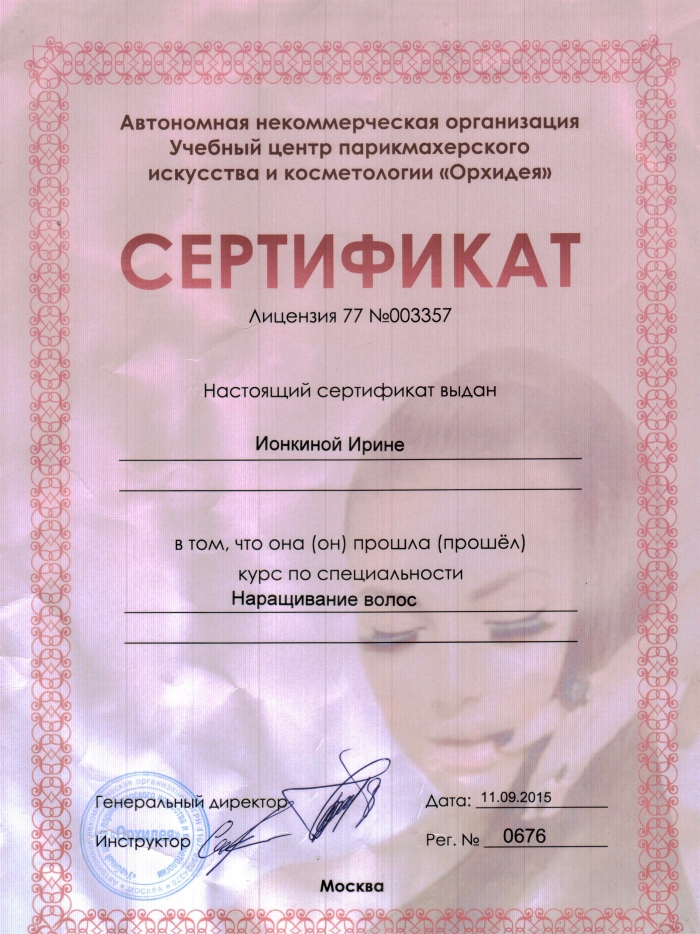 Автономная некоммерческая организация
Учебный центр парикмахерского
искусства и косметологии «Орхидея»
СЕРТИФИКАТ
Лицензия 77 №003357
Настоящий сертификат выдан
Ионкиной Ирине
в том, что она (он) прошла (прошёл)
курс по специальности
Наращивание волос
Генеральный директор
Дата: 11.09.2015
Инструктор
Рег. № 0676
Москва
«Орхидея»